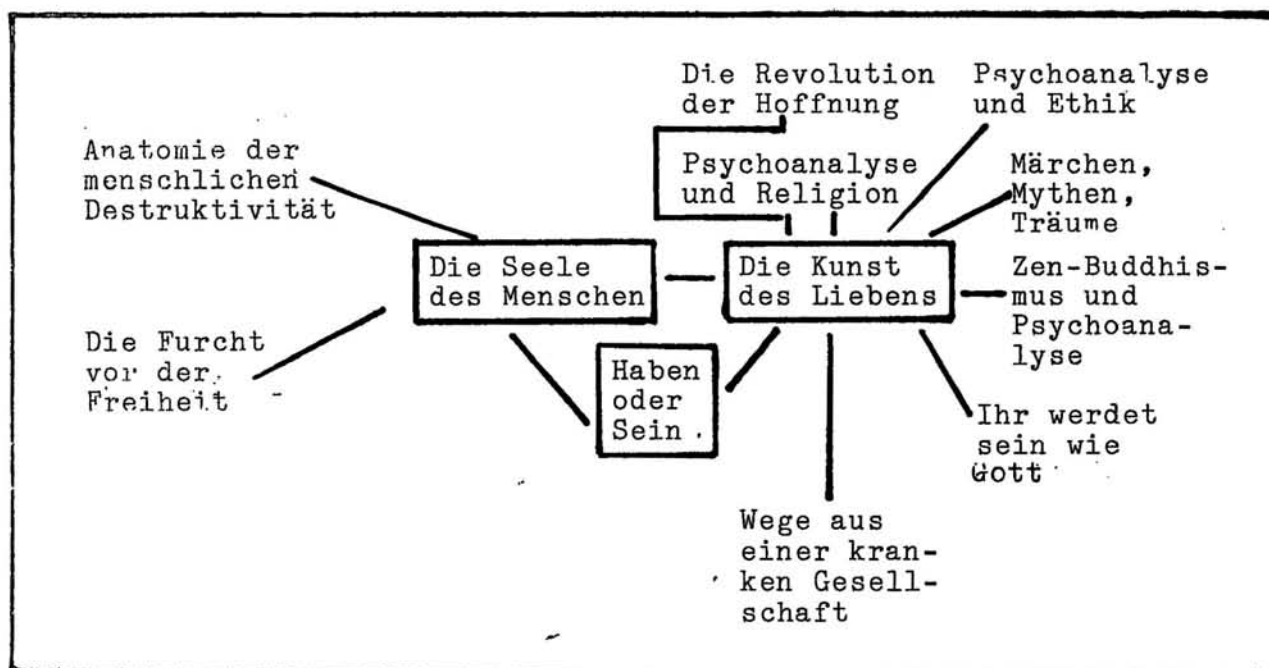 Die Revolution
der Hoffnung
Psychoanalyse
und Ethik
Anatomie der
menschlichen
Destruktivität
Psychoanalyse
und Religion
Märchen,
Mythen,
Träume
Die Seele
des Menschen
Die Kunst
des Liebens
Zen-Buddhis-
mus und
Psychoana-
lyse
Die Furcht
vor der
Freiheit
Haben
oder
Sein
Ihr werdet
sein wie
Gott
Wege aus
einer kran-
ken Gesell-
schaft